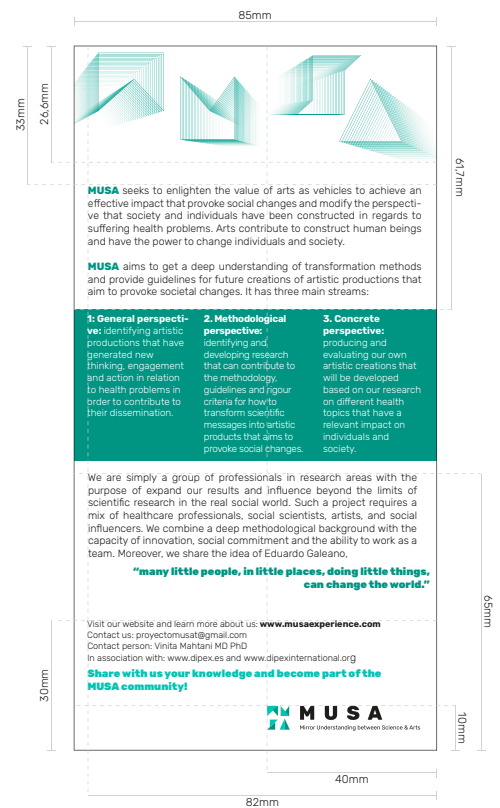 85mm
33mm
26.6mm
61,7mm
MUSA seeks to enlighten the value of arts as vehicles to achieve an
effective impact that provoke social changes and modify the perspecti-
ve that society and individuals have been constructed in regards to
suffering health problems. Arts contribute to construct human beings
and have the power to change individuals and society.
MUSA aims to get a deep understanding of transformation methods
and provide guidelines for future creations of artistic productions that
aim to provoke societal changes. It has three main streams:
1: General perspecti-
ve: identifying artistic
productions that have
generated new
thinking, engagement
and action in relation
to health problems in
order to contribute to
their dissemination.
2. Methodological
perspective:
identifying and
developing research
that can contribute to
the methodology,
guidelines and rigour
criteria for how to
transform scientific
messages into artistic
products that aims to
provoke social changes.
3. Concrete
perspective:
producing and
evaluating our own
artistic creations that
will be developed
based on our research
on different health
topics that have a
relevant impact on
individuals and
society.
We are simply a group of professionals in research areas with the
purpose of expand our results and influence beyond the limits of
scientific research in the real social world. Such a project requires a
mix of healthcare professionals, social scientists, artists, and social
influencers. We combine a deep methodological background with the
capacity of innovation, social commitment and the ability to work as a
team. Moreover, we share the idea of Eduardo Galeano,
“many little people, in little places, doing little things,
can change the world.”
65mm
Visit our website and learn more about us: www.musaexperience.com
Contact us: proyectomusat@gmail.com
Contact person: Vinita Mahtani MD PhD
In association with: www.dipex.es and www.dipexinternational.org
Share with us your knowledge and become part of the
MUSA community!
30mm
MUSA
MUSA
Mirror Understanding between Science & Arts
10mm
40mm
82mm